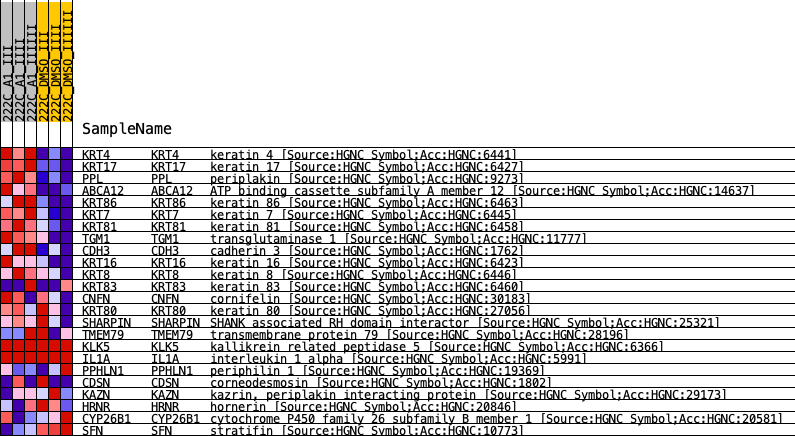 222C_A1_III
222C_A1_IIII
222C_A1_IIIIII
222C_DMSO_III
222C_DMSO_IIII
222C_DMSO_IIIIII
SampleName
KRT4 KRT4 keratin 4 [Source:HGNC Symbol;Acc:HGNC:6441]
KRT17 KRT17 keratin 17 [Source:HGNC Symbol;Acc:HGNC:6427]
PPL PPL periplakin [Source:HGNC Symbol;Acc:HGNC:9273]
ABCA12 ABCA12 ATP binding cassette subfamily A member 12 [Source:HGNC Symbol;Acc:HGNC:14637]
KRT86 KRT86 keratin 86 [Source:HGNC Symbol;Acc:HGNC:6463]
KRT7 KRT7 keratin 7 [Source:HGNC Symbol;Acc:HGNC:6445]
KRT81 KRT81 keratin 81 [Source:HGNC Symbol;Acc:HGNC:6458]
TGM1 TGM1 transglutaminase 1 [Source:HGNC Symbol;Acc:HGNC:11777]
CDH3 CDH3 cadherin 3 [Source:HGNC Symbol;Acc:HGNC:1762]
KRT16 KRT16 keratin 16 [Source:HGNC Symbol;Acc:HGNC:6423]
KRT8 KRT8 keratin 8 [Source:HGNC Symbol;Acc:HGNC:6446]
KRT83 KRT83 keratin 83 [Source:HGNC Symbol;Acc:HGNC:6460]
CNFN CNFN cornifelin [Source:HGNC Symbol;Acc:HGNC:30183]
KRT80 KRT80 keratin 80 [Source:HGNC Symbol;Acc:HGNC:27056]
SHARPIN SHARPIN SHANK associated RH domain interactor [Source:HGNC Symbol;Acc:HGNC:25321]
TMEM79 TMEM79 transmembrane protein 79 [Source:HGNC Symbol;Acc:HGNC:28196]
KLK5 KLK5 kallikrein related peptidase 5 [Source:HGNC Symbol;Acc:HGNC:6366]
IL1A IL1A interleukin 1 alpha [Source:HGNC Symbol;Acc:HGNC:5991]
PPHLN1 PPHLN1 periphilin 1 [Source:HGNC Symbol;Acc:HGNC:19369]
CDSN CDSN corneodesmosin [Source:HGNC Symbol;Acc:HGNC:1802]
KAZN KAZN kazrin, periplakin interacting protein [Source:HGNC Symbol;Acc:HGNC:29173]
HRNR HRNR hornerin [Source:HGNC Symbol;Acc:HGNC:20846]
CYP26B1 CYP26B1 cytochrome P450 family 26 subfamily B member 1 [Source:HGNC Symbol;Acc:HGNC:20581]
SFN SFN stratifin [Source:HGNC Symbol;Acc:HGNC:10773]